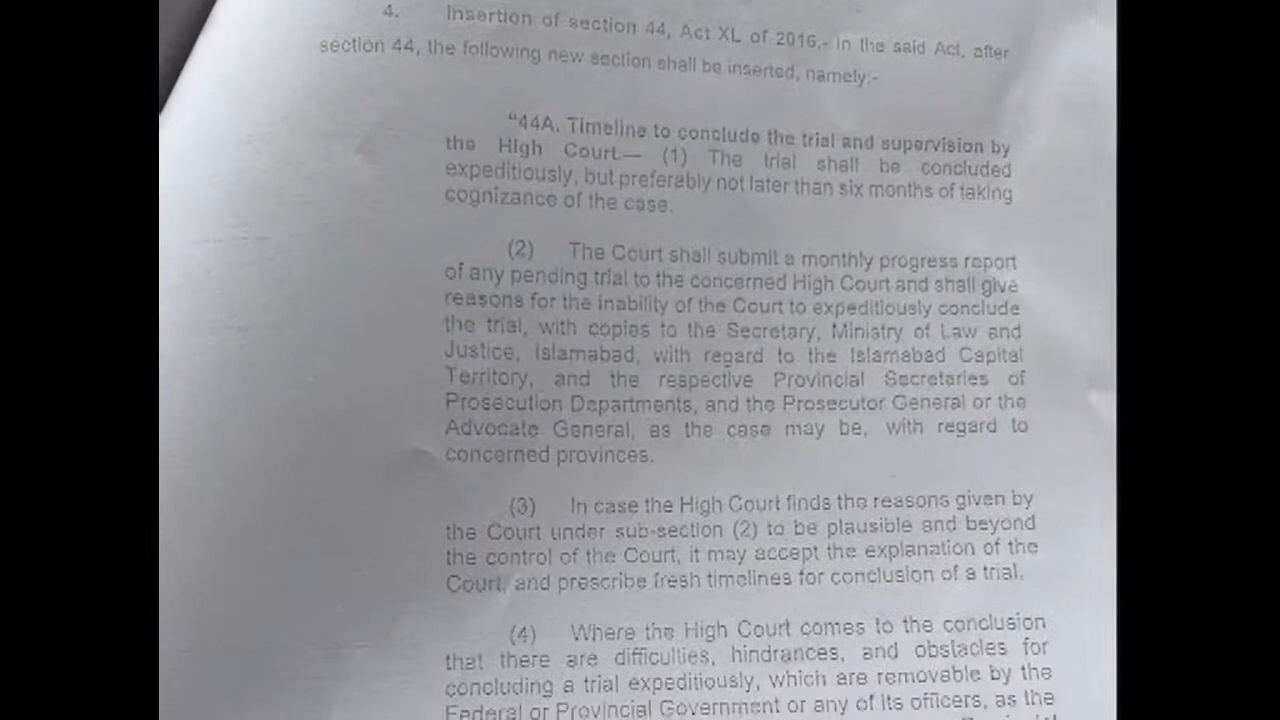 4. Insertion of section 44, Act XL of 2016.- In the said Act, after
section 44, the following new section shall be inserted, namely:-
"44A. Timeline to conclude the trial and supervision by
the High Court.— (1) The trial shall be concluded
expeditiously, but preferably not later than six months of taking
cognizance of the case.
(2) The Court shall submit a monthly progress report
of any pending trial to the concerned High Court and shall give
reasons for the inability of the Court to expeditiously conclude
the trial, with copies to the Secretary, Ministry of Law and
Justice, Islamabad, with regard to the Islamabad Capital
Territory, and the respective Provincial Secretaries of
Prosecution Departments, and the Prosecutor General or the
Advocate General, as the case may be, with regard to
concerned provinces.
(3) In case the High Court finds the reasons given by
the Court under sub-section (2) to be plausible and beyond
the control of the Court, it may accept the explanation of the
Court, and prescribe fresh timelines for conclusion of a trial.
(4) Where the High Court comes to the conclusion
that there are difficulties, hindrances, and obstacles for
concluding a trial expeditiously, which are removable by the
Federal or Provincial Government or any of its officers, as the